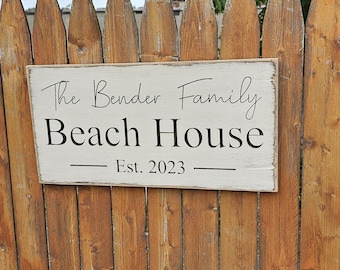 The Bender Family
Beach House
Est. 2023